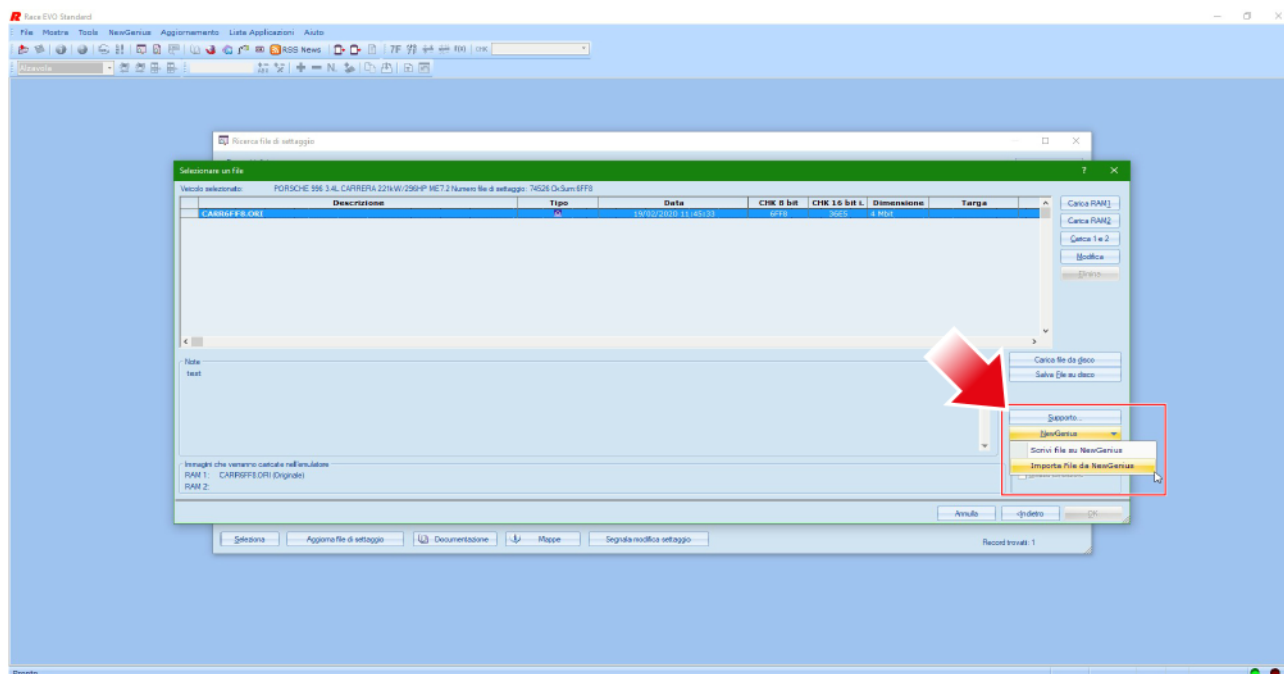 Race EVO Standard
File Mostra Tools NewGenius Aggiornamento Lista Applicazioni Aiuto
RSS News 7F CHK
Ricerca file di settaggio
Selezionare un file
Veicolo selezionato: PORSCHE 996 3.4L CARRERA 221kW/296HP ME7.2 Numero file di settaggio: 74526 CkSum:6FF8
Descrizione Tipo Data CHK 8 bit CHK 16 bit i. Dimensione Targa
CARR6FF8.ORI 19/02/2020 11:45:33 6FF8 36E5 4 Mbit
Carica RAM1
Carica RAM2
Carica 1 e 2
Modifica
Elimina
Note
test
Carica file da disco
Salva File su disco
Supporto...
NewGenius
Scrivi file su NewGenius
Importa File da NewGenius
Immagini che verranno caricate nell'emulatore
RAM 1: CARR6FF8.ORI (Originale)
RAM 2:
Annulla <Indietro OK
Seleziona Aggiorna file di settaggio Documentazione Mappe Segnala modifica settaggio Record trovati: 1
Pronto